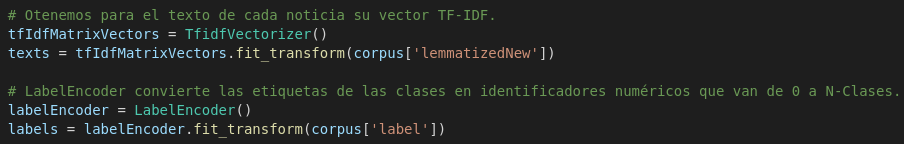 # Otenemos para el texto de cada noticia su vector TF-IDF.
tfIdfMatrixVectors = TfidfVectorizer()
texts = tfIdfMatrixVectors.fit_transform(corpus['lemmatizedNew'])
# LabelEncoder convierte las etiquetas de las clases en identificadores numéricos que van de 0 a N-Clases.
labelEncoder = LabelEncoder()
labels = labelEncoder.fit_transform(corpus['label'])